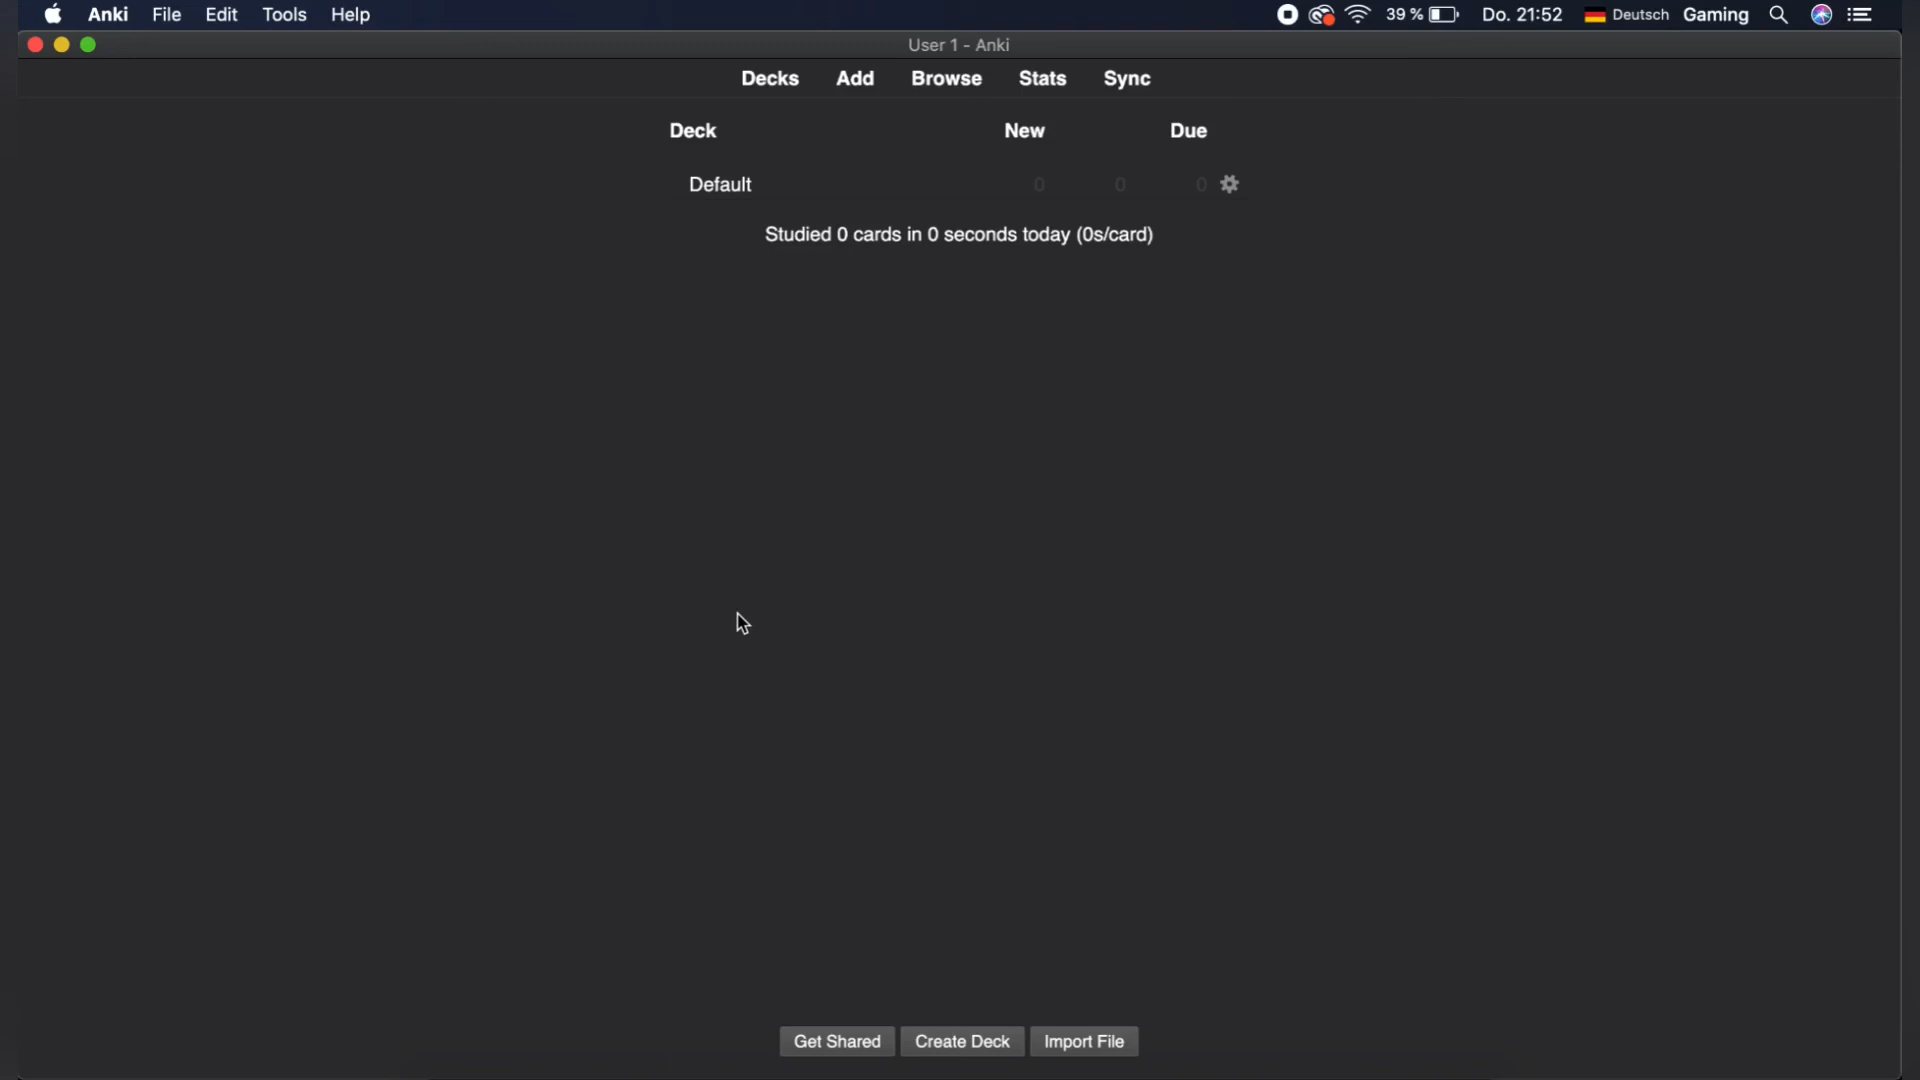 Anki File Edit Tools Help 39 % Do. 21:52 Deutsch Gaming
User 1 - Anki
Decks Add Browse Stats Sync
Deck New Due
Default 0 0 0
Studied 0 cards in 0 seconds today (0s/card)
Get Shared Create Deck Import File